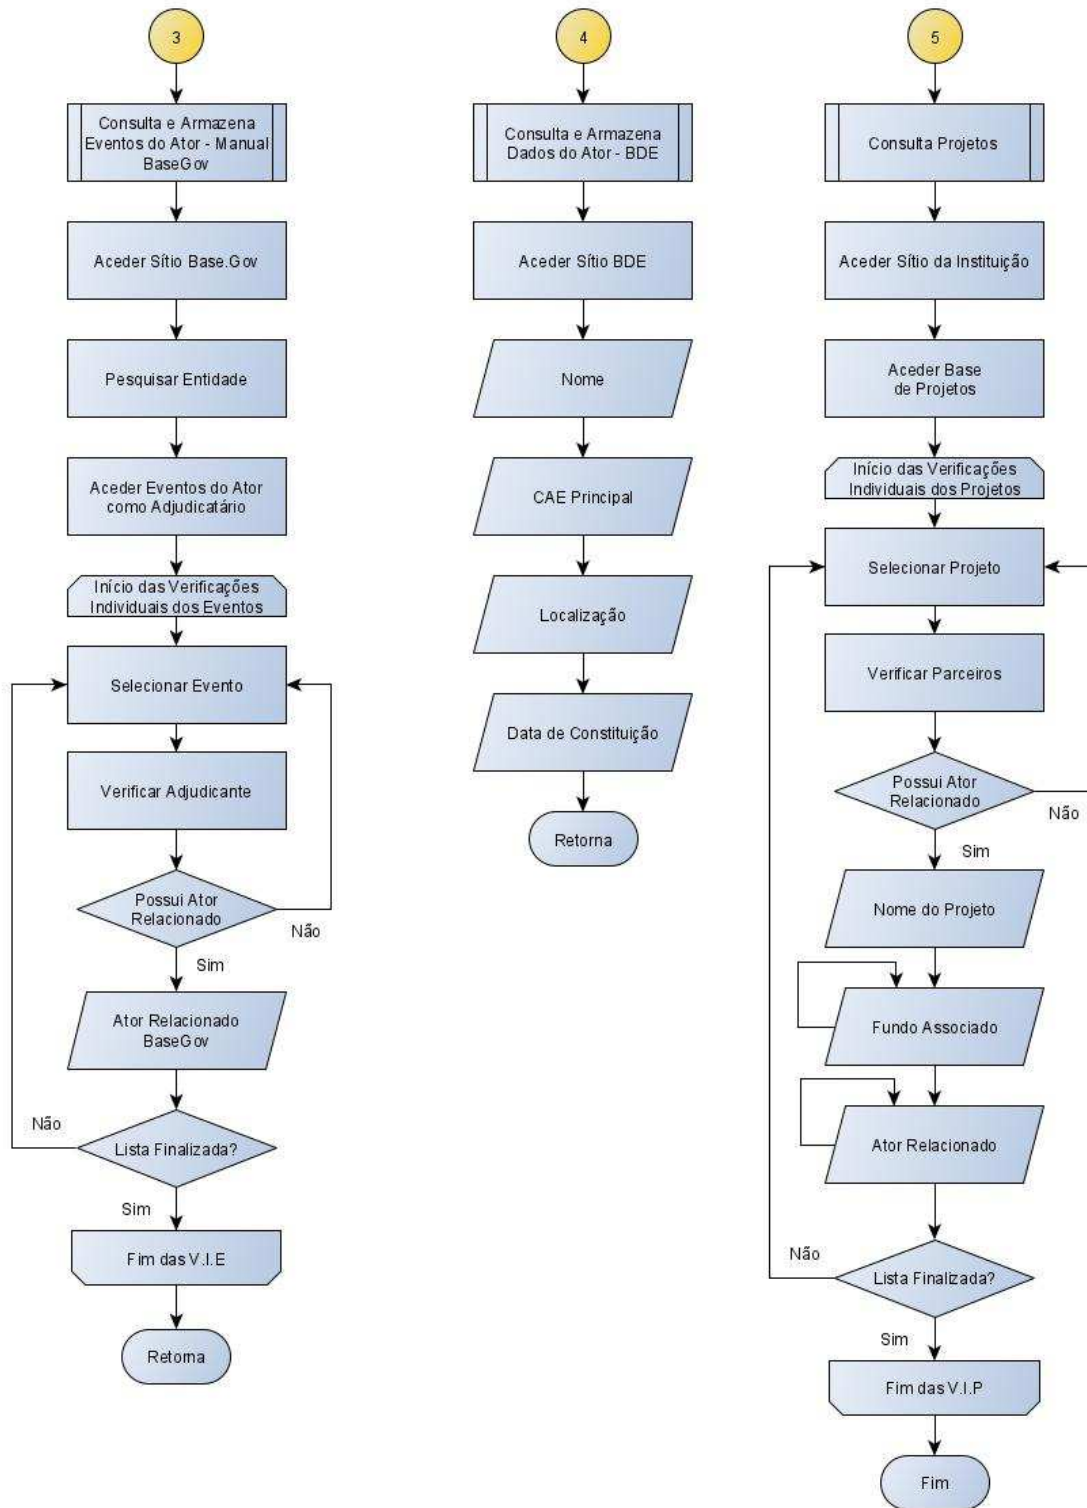 3
Consulta e Armazena
Eventos do Ator - Manual
BaseGov
Aceder Sítio Base.Gov
Pesquisar Entidade
Aceder Eventos do Ator
como Adjudicatário
Início das Verificações
Individuais dos Eventos
Selecionar Evento
Verificar Adjudicante
Possui Ator
Relacionado
Não
Sim
Ator Relacionado
BaseGov
Não
Lista Finalizada?
Sim
Fim das V.I.E
Retorna
4
Consulta e Armazena
Dados do Ator - BDE
Aceder Sítio BDE
Nome
CAE Principal
Localização
Data de Constituição
Retorna
5
Consulta Projetos
Aceder Sítio da Instituição
Aceder Base
de Projetos
Início das Verificações
Individuais dos Projetos
Selecionar Projeto
Verificar Parceiros
Possui Ator
Relacionado
Não
Sim
Nome do Projeto
Fundo Associado
Ator Relacionado
Não
Lista Finalizada?
Sim
Fim das V.I.P
Fim